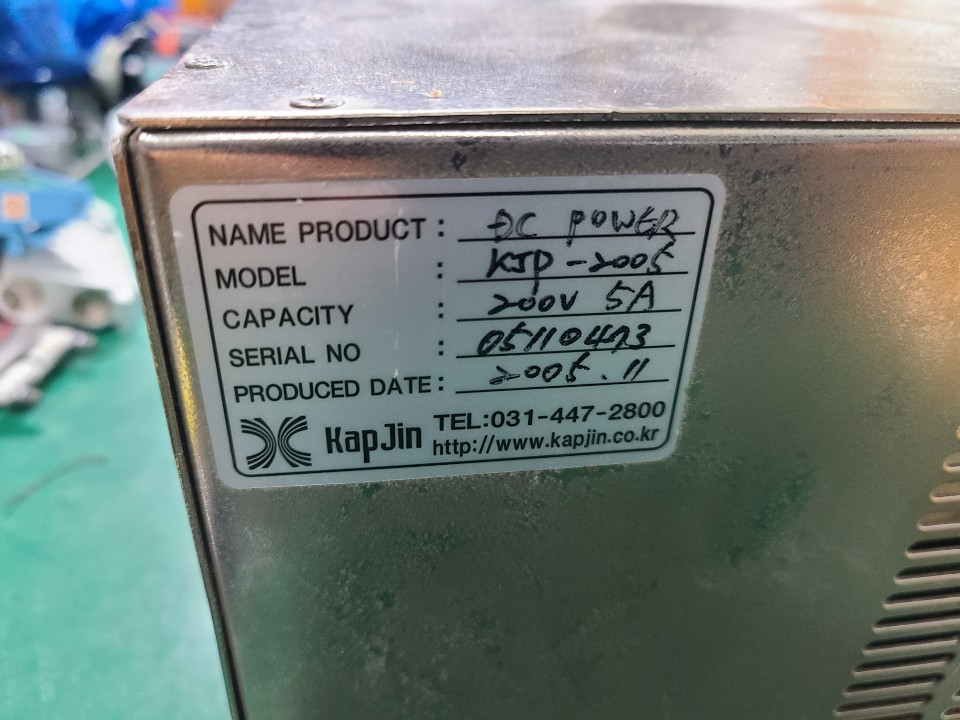 NAME PRODUCT : DC POWER
MODEL : KJP-2005
CAPACITY : 200V 5A
SERIAL NO : 05110473
PRODUCED DATE : 2005.11
KapJin TEL:031-447-2800
http://www.kapjin.co.kr